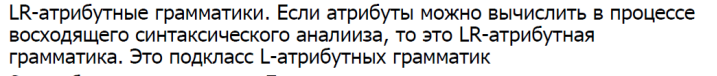 LR-атрибутные грамматики. Если атрибуты можно вычислить в процессе
восходящего синтаксического аналииза, то это LR-атрибутная
грамматика. Это подкласс L-атрибутных грамматик